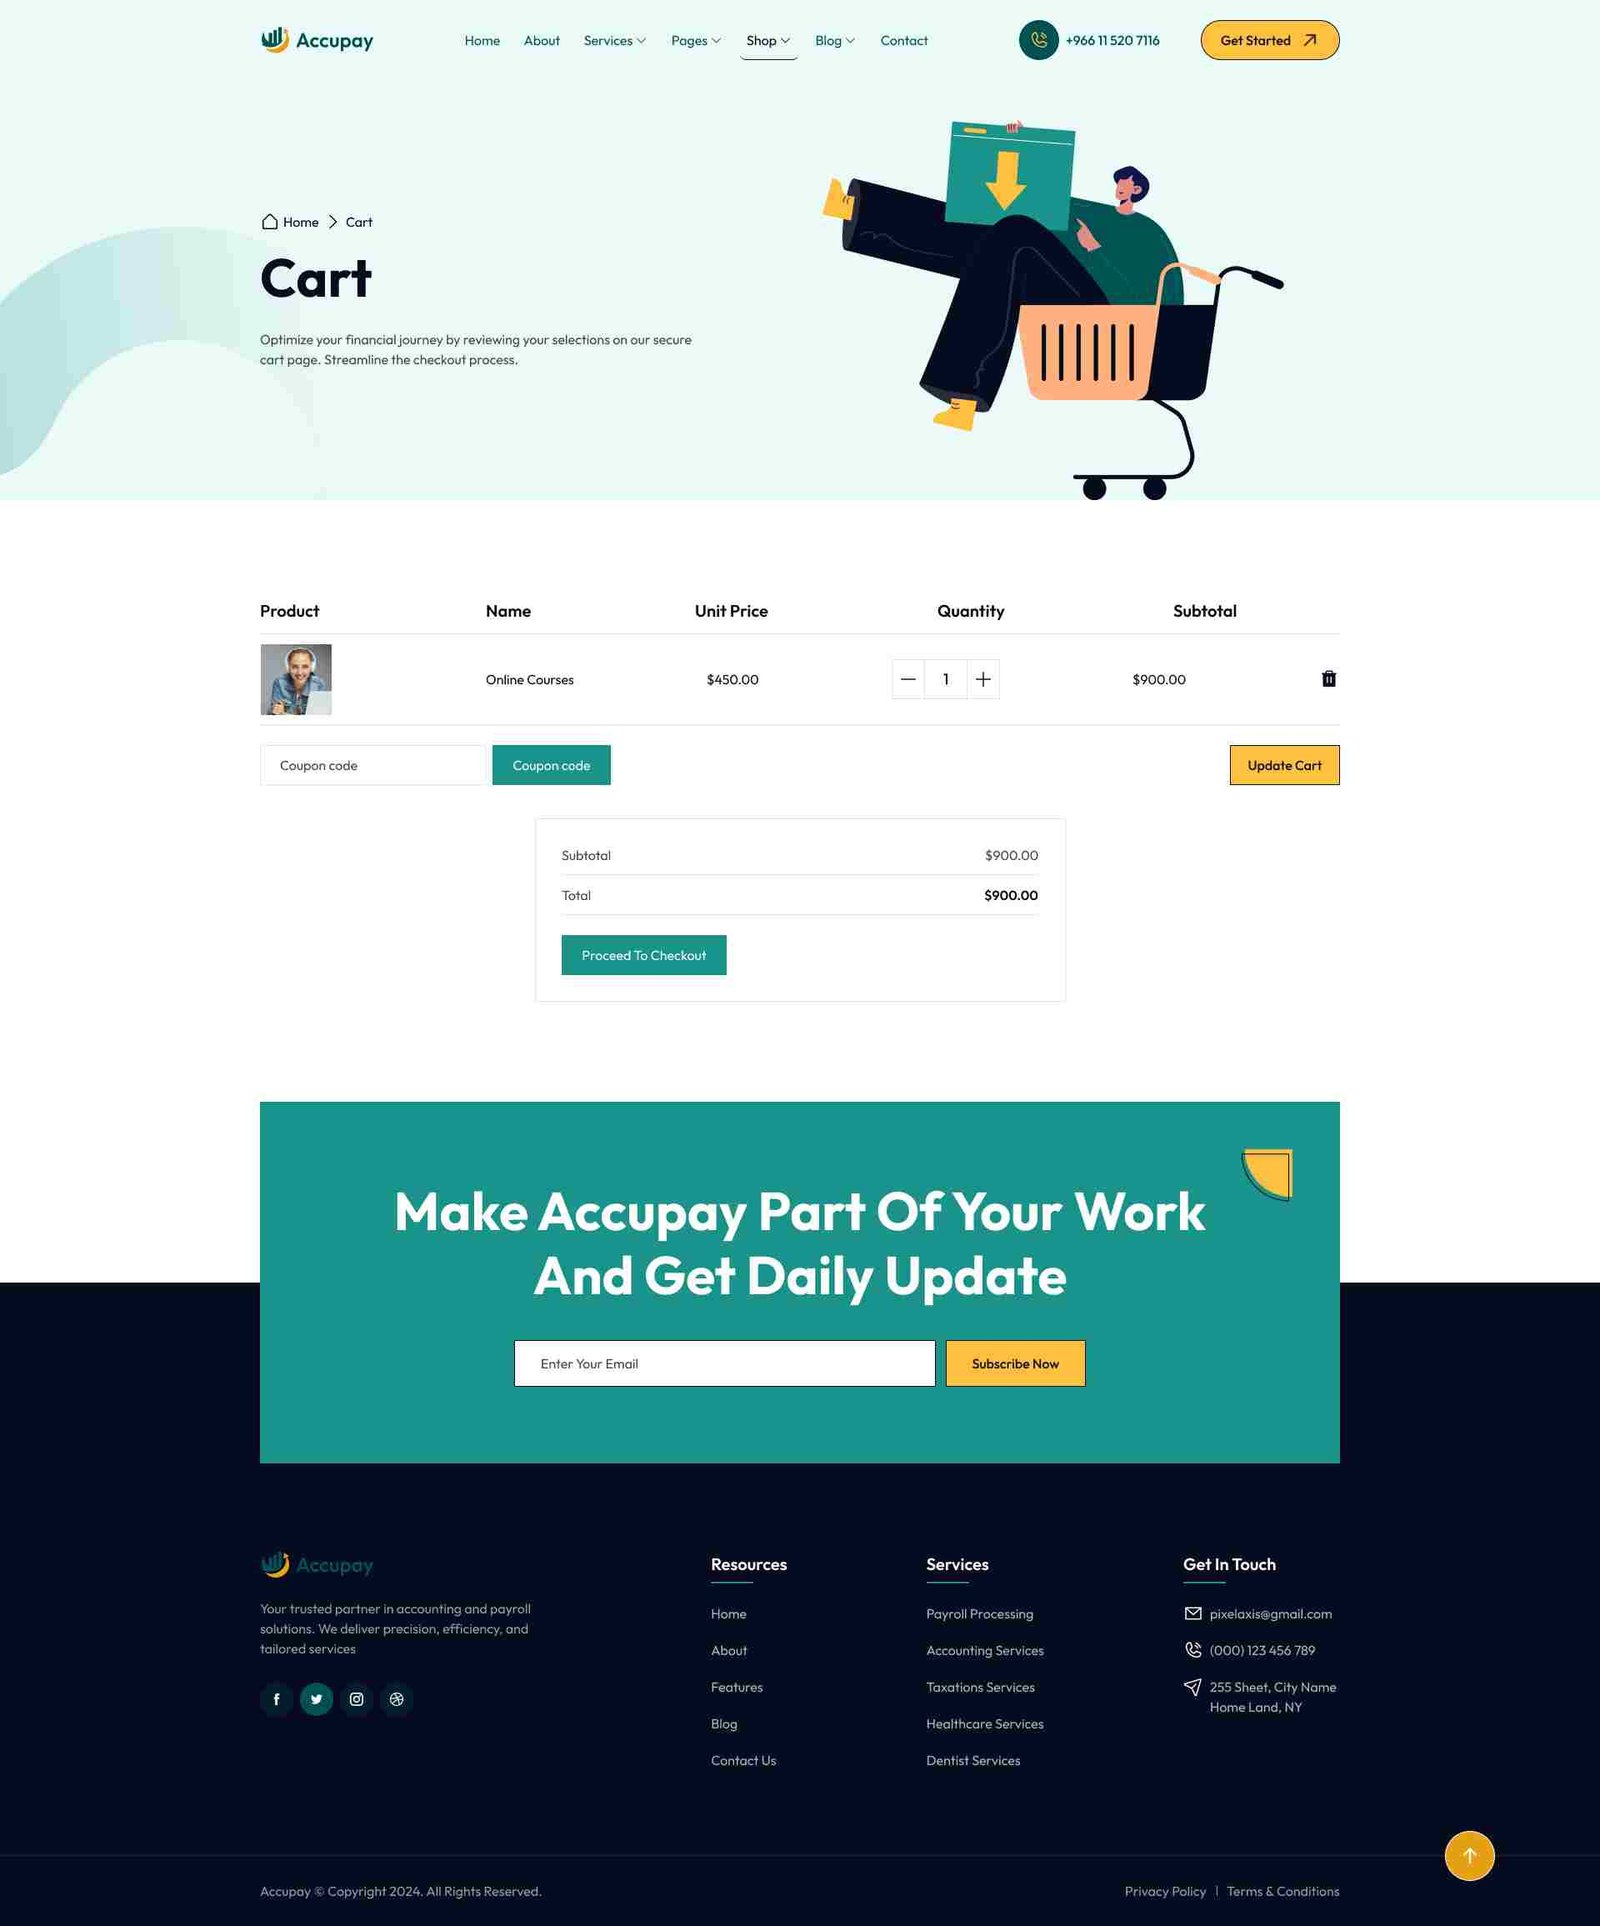 Accupay
Home About Services Pages Shop Blog Contact
+966 11 520 7116
Get Started
Home Cart
Cart
Optimize your financial journey by reviewing your selections on our secure
cart page. Streamline the checkout process.
Product Name Unit Price Quantity Subtotal
Online Courses $450.00 1 $900.00
Coupon code Coupon code Update Cart
Subtotal $900.00
Total $900.00
Proceed To Checkout
Make Accupay Part Of Your Work
And Get Daily Update
Enter Your Email Subscribe Now
Accupay
Your trusted partner in accounting and payroll
solutions. We deliver precision, efficiency, and
tailored services
Resources
Home
About
Features
Blog
Contact Us
Services
Payroll Processing
Accounting Services
Taxations Services
Healthcare Services
Dentist Services
Get In Touch
pixelaxis@gmail.com
(000) 123 456 789
255 Sheet, City Name
Home Land, NY
Accupay © Copyright 2024. All Rights Reserved.
Privacy Policy | Terms & Conditions